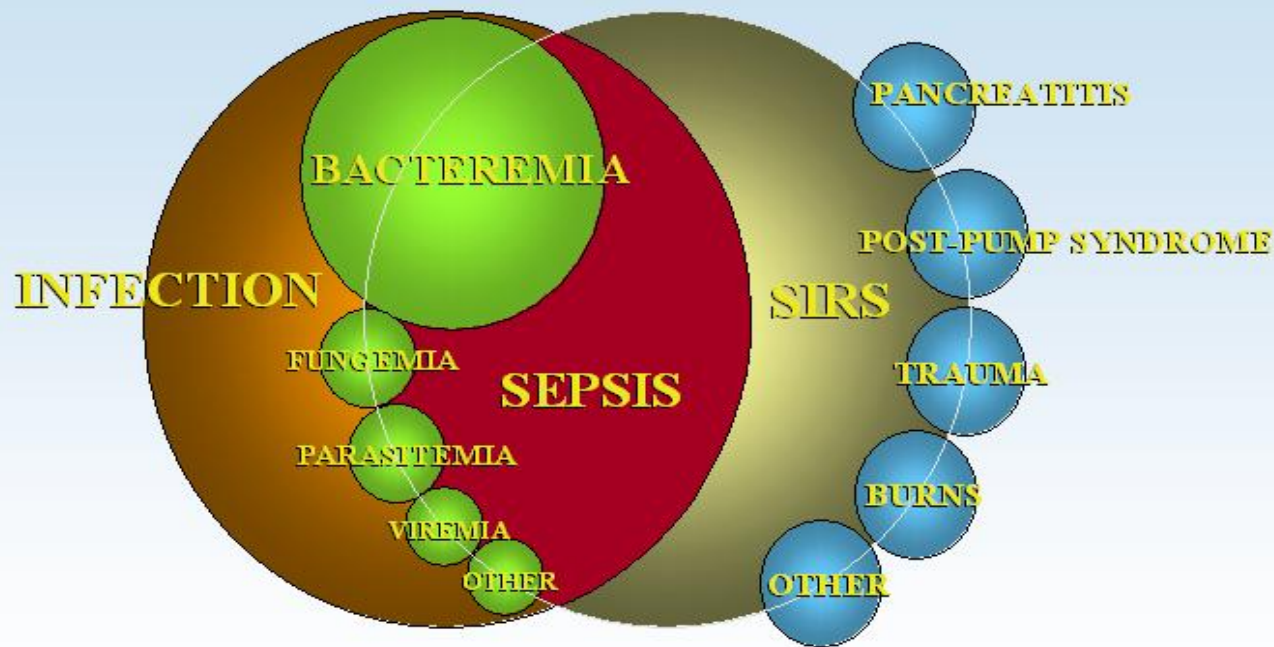 PANCREATITIS
BACTEREMIA
POST-PUMP SYNDROME
INFECTION
SIRS
FUNGEMIA
TRAUMA
SEPSIS
PARASITEMIA
BURNS
VIREMIA
OTHER
OTHER